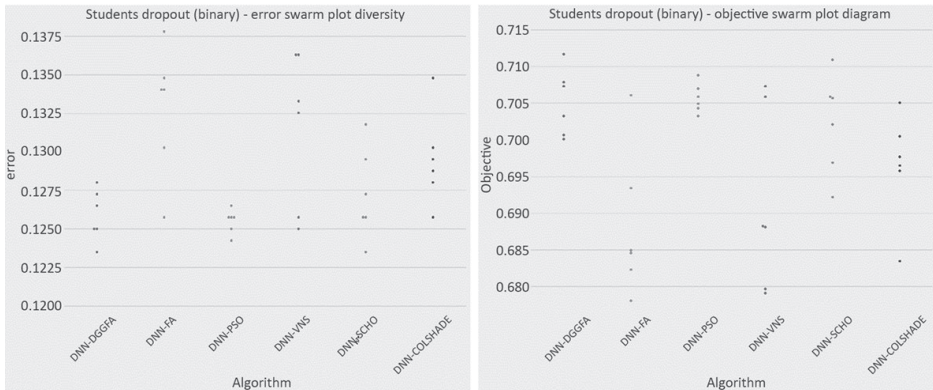 Students dropout (binary) - error swarm plot diversity
0.1375
0.1350
0.1325
0.1300
0.1275
0.1250
0.1225
0.1200
error
DNN-DGGFA
DNN-FA
DNN-PSO
DNN-VNS
DNN-SCHO
DNN-COLSHADE
Algorithm
Students dropout (binary) - objective swarm plot diagram
0.715
0.710
0.705
0.700
0.695
0.690
0.685
0.680
Objective
DNN-DGGFA
DNN-FA
DNN-PSO
DNN-VNS
DNN-SCHO
DNN-COLSHADE
Algorithm